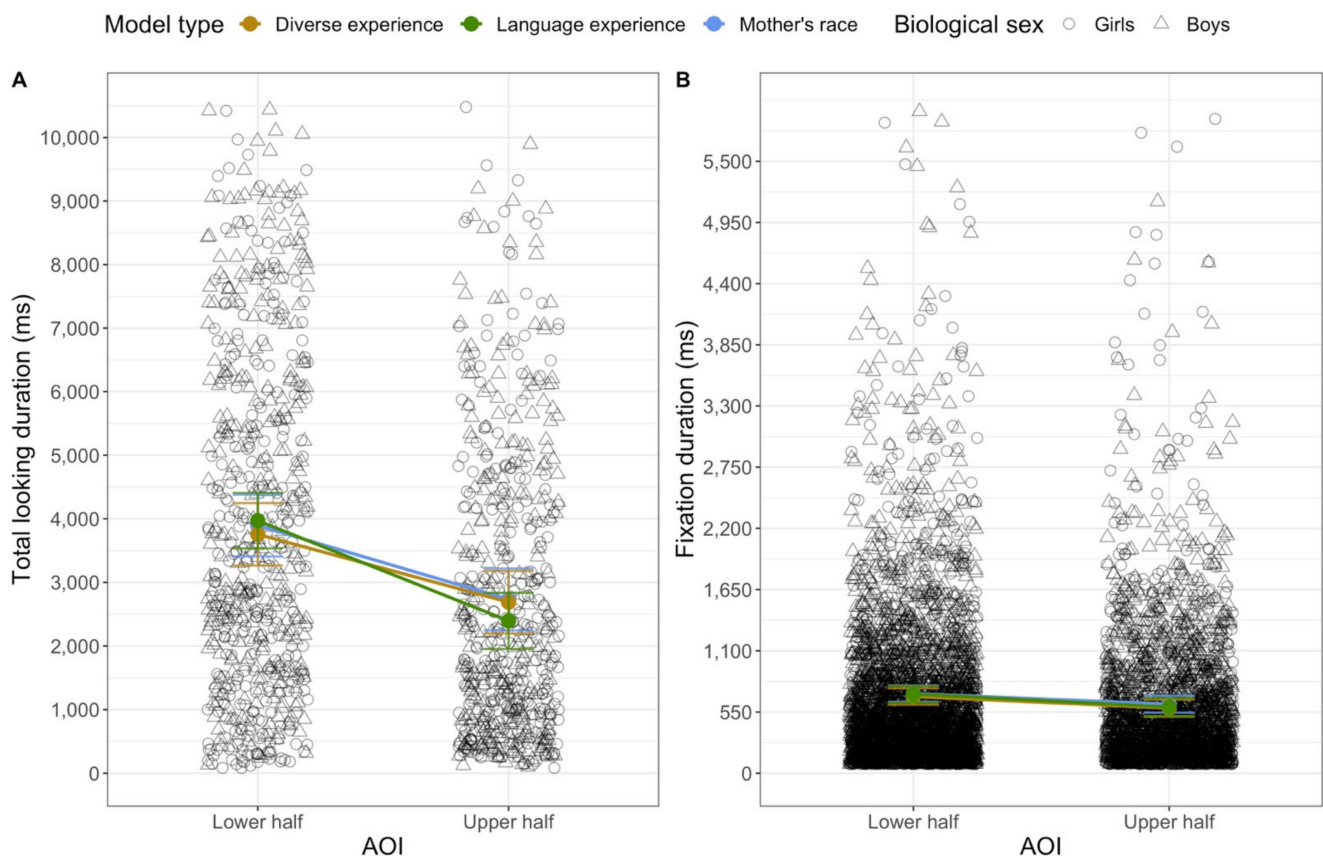 Model type Diverse experience Language experience Mother's race Biological sex Girls Boys
A
Total looking duration (ms)
10,000
9,000
8,000
7,000
6,000
5,000
4,000
3,000
2,000
1,000
0
Lower half Upper half
AOI
B
Fixation duration (ms)
5,500
4,950
4,400
3,850
3,300
2,750
2,200
1,650
1,100
550
0
Lower half Upper half
AOI